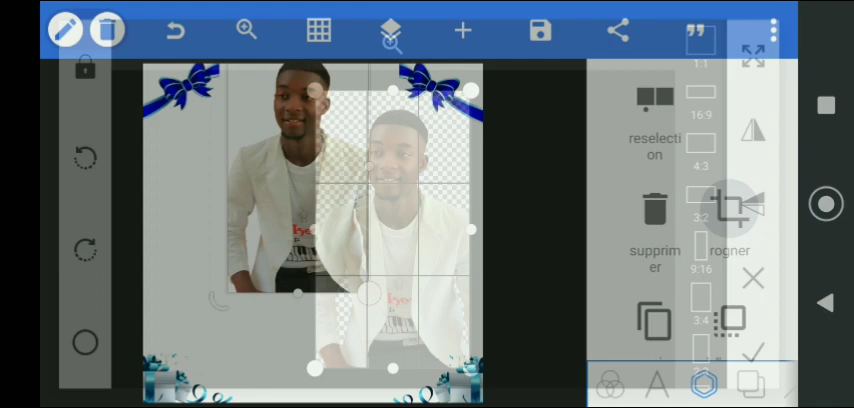 1:1
16:9
reselecti
on
4:3
3:2
supprim
er
rogner
9:16
3:4